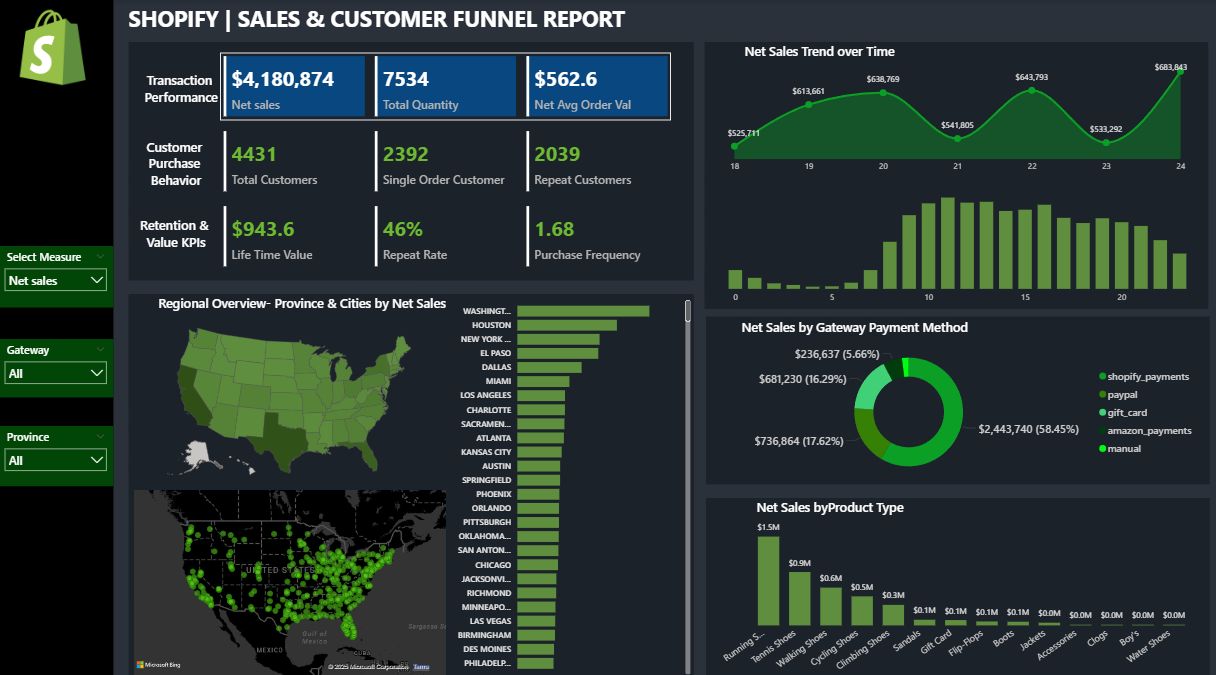 SHOPIFY | SALES & CUSTOMER FUNNEL REPORT
S
Select Measure
Net sales
Gateway
All
Province
All
Transaction
Performance
$4,180,874
Net sales
7534
Total Quantity
$562.6
Net Avg Order Val
Customer
Purchase
Behavior
4431
Total Customers
2392
Single Order Customer
2039
Repeat Customers
Retention &
Value KPIs
$943.6
Life Time Value
46%
Repeat Rate
1.68
Purchase Frequency
Regional Overview- Province & Cities by Net Sales
UNITED STATES
Gulf of
Mexico
MEXICO
CUBA
Sargasso Se
Microsoft Bing
© 2025 Microsoft Corporation Terms
WASHINGT...
HOUSTON
NEW YORK ...
EL PASO
DALLAS
MIAMI
LOS ANGELES
CHARLOTTE
SACRAMEN...
ATLANTA
KANSAS CITY
AUSTIN
SPRINGFIELD
PHOENIX
ORLANDO
PITTSBURGH
OKLAHOMA...
SAN ANTON...
CHICAGO
JACKSONVI...
RICHMOND
MINNEAPO...
LAS VEGAS
BIRMINGHAM
DES MOINES
PHILADELP...
Net Sales Trend over Time
$525,711
$613,661
$638,769
$541,805
$643,793
$533,292
$683,843
18 19 20 21 22 23 24
0 5 10 15 20
Net Sales by Gateway Payment Method
$236,637 (5.66%)
$681,230 (16.29%)
$736,864 (17.62%)
$2,443,740 (58.45%)
shopify_payments
paypal
gift_card
amazon_payments
manual
Net Sales byProduct Type
$1.5M $0.9M $0.6M $0.5M $0.3M $0.1M $0.1M $0.1M $0.1M $0.0M $0.0M $0.0M $0.0M $0.0M
Running S...
Tennis Shoes
Walking Shoes
Cycling Shoes
Climbing Shoes
Sandals
Gift Card
Flip-Flops
Boots
Jackets
Accessories
Clogs
Boy's
Water Shoes